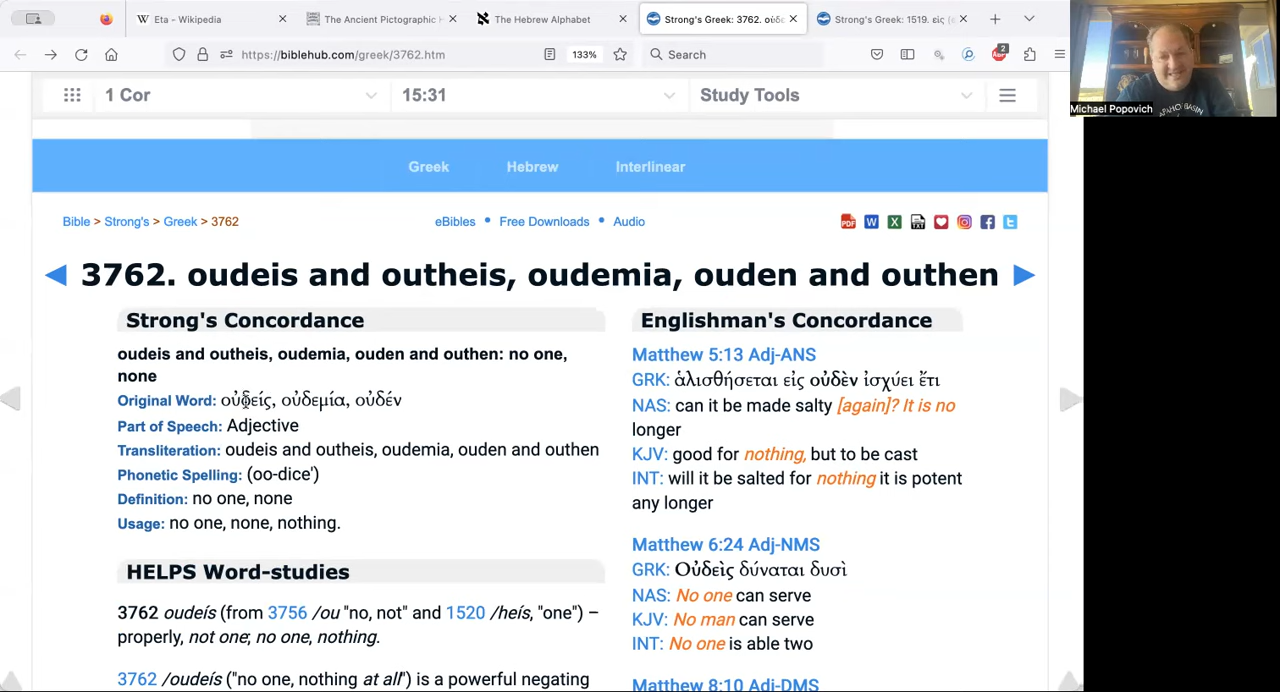 Eta - Wikipedia
The Ancient Pictographic H
The Hebrew Alphabet
Strong's Greek: 3762. οὐδε
Strong's Greek: 1519. εἰς (e
https://biblehub.com/greek/3762.htm
133%
Search
2
Michael Popovich
1 Cor
15:31
Study Tools
Greek
Hebrew
Interlinear
Bible > Strong's > Greek > 3762
eBibles • Free Downloads • Audio
◄ 3762. oudeis and outheis, oudemia, ouden and outhen ►
Strong's Concordance
oudeis and outheis, oudemia, ouden and outhen: no one,
none
Original Word: οὐδείς, οὐδεμία, οὐδέν
Part of Speech: Adjective
Transliteration: oudeis and outheis, oudemia, ouden and outhen
Phonetic Spelling: (oo-dice')
Definition: no one, none
Usage: no one, none, nothing.
HELPS Word-studies
3762 oudeís (from 3756 /ou "no, not" and 1520 /heís, "one") –
properly, not one; no one, nothing.
3762 /oudeís ("no one, nothing at all") is a powerful negating
Englishman's Concordance
Matthew 5:13 Adj-ANS
GRK: ἁλισθήσεται εἰς οὐδὲν ἰσχύει ἔτι
NAS: can it be made salty [again]? It is no
longer
KJV: good for nothing, but to be cast
INT: will it be salted for nothing it is potent
any longer
Matthew 6:24 Adj-NMS
GRK: Οὐδεὶς δύναται δυσὶ
NAS: No one can serve
KJV: No man can serve
INT: No one is able two
Matthew 8:10 Adj-DMS